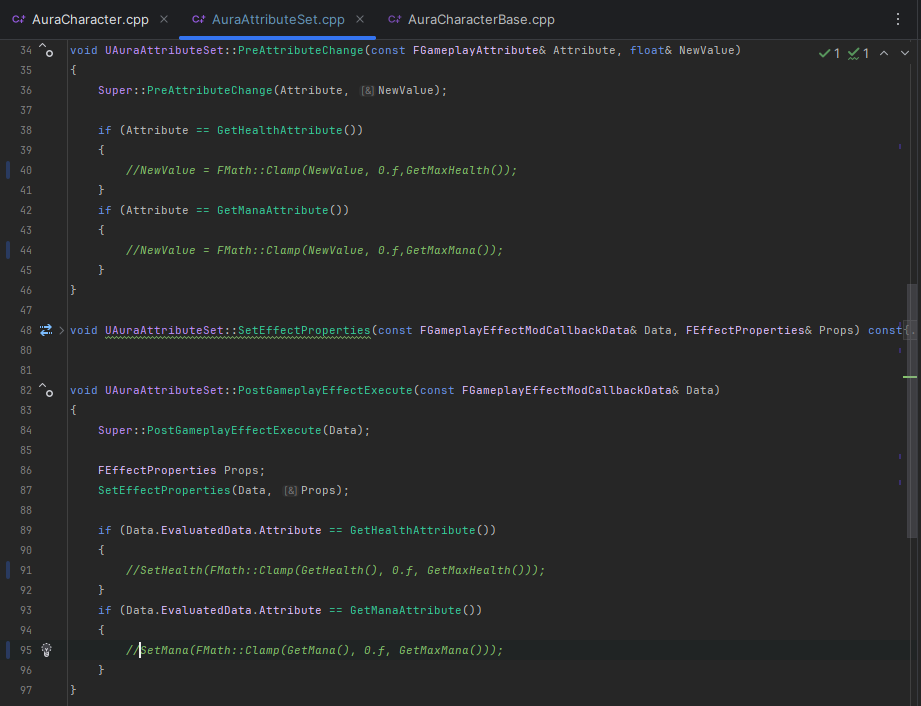 C+ AuraCharacter.cpp × C+ AuraAttributeSet.cpp × C+ AuraCharacterBase.cpp
34 void UAuraAttributeSet::PreAttributeChange(const FGameplayAttribute& Attribute, float& NewValue) 1 1
35 {
36 Super::PreAttributeChange(Attribute, [&]NewValue);
37
38 if (Attribute == GetHealthAttribute())
39 {
40 //NewValue = FMath::Clamp(NewValue, 0.f,GetMaxHealth());
41 }
42 if (Attribute == GetManaAttribute())
43 {
44 //NewValue = FMath::Clamp(NewValue, 0.f,GetMaxMana());
45 }
46 }
47
48 void UAuraAttributeSet::SetEffectProperties(const FGameplayEffectModCallbackData& Data, FEffectProperties& Props) const{.
80
81
82 void UAuraAttributeSet::PostGameplayEffectExecute(const FGameplayEffectModCallbackData& Data)
83 {
84 Super::PostGameplayEffectExecute(Data);
85
86 FEffectProperties Props;
87 SetEffectProperties(Data, [&]Props);
88
89 if (Data.EvaluatedData.Attribute == GetHealthAttribute())
90 {
91 //SetHealth(FMath::Clamp(GetHealth(), 0.f, GetMaxHealth()));
92 }
93 if (Data.EvaluatedData.Attribute == GetManaAttribute())
94 {
95 //SetMana(FMath::Clamp(GetMana(), 0.f, GetMaxMana()));
96 }
97 }